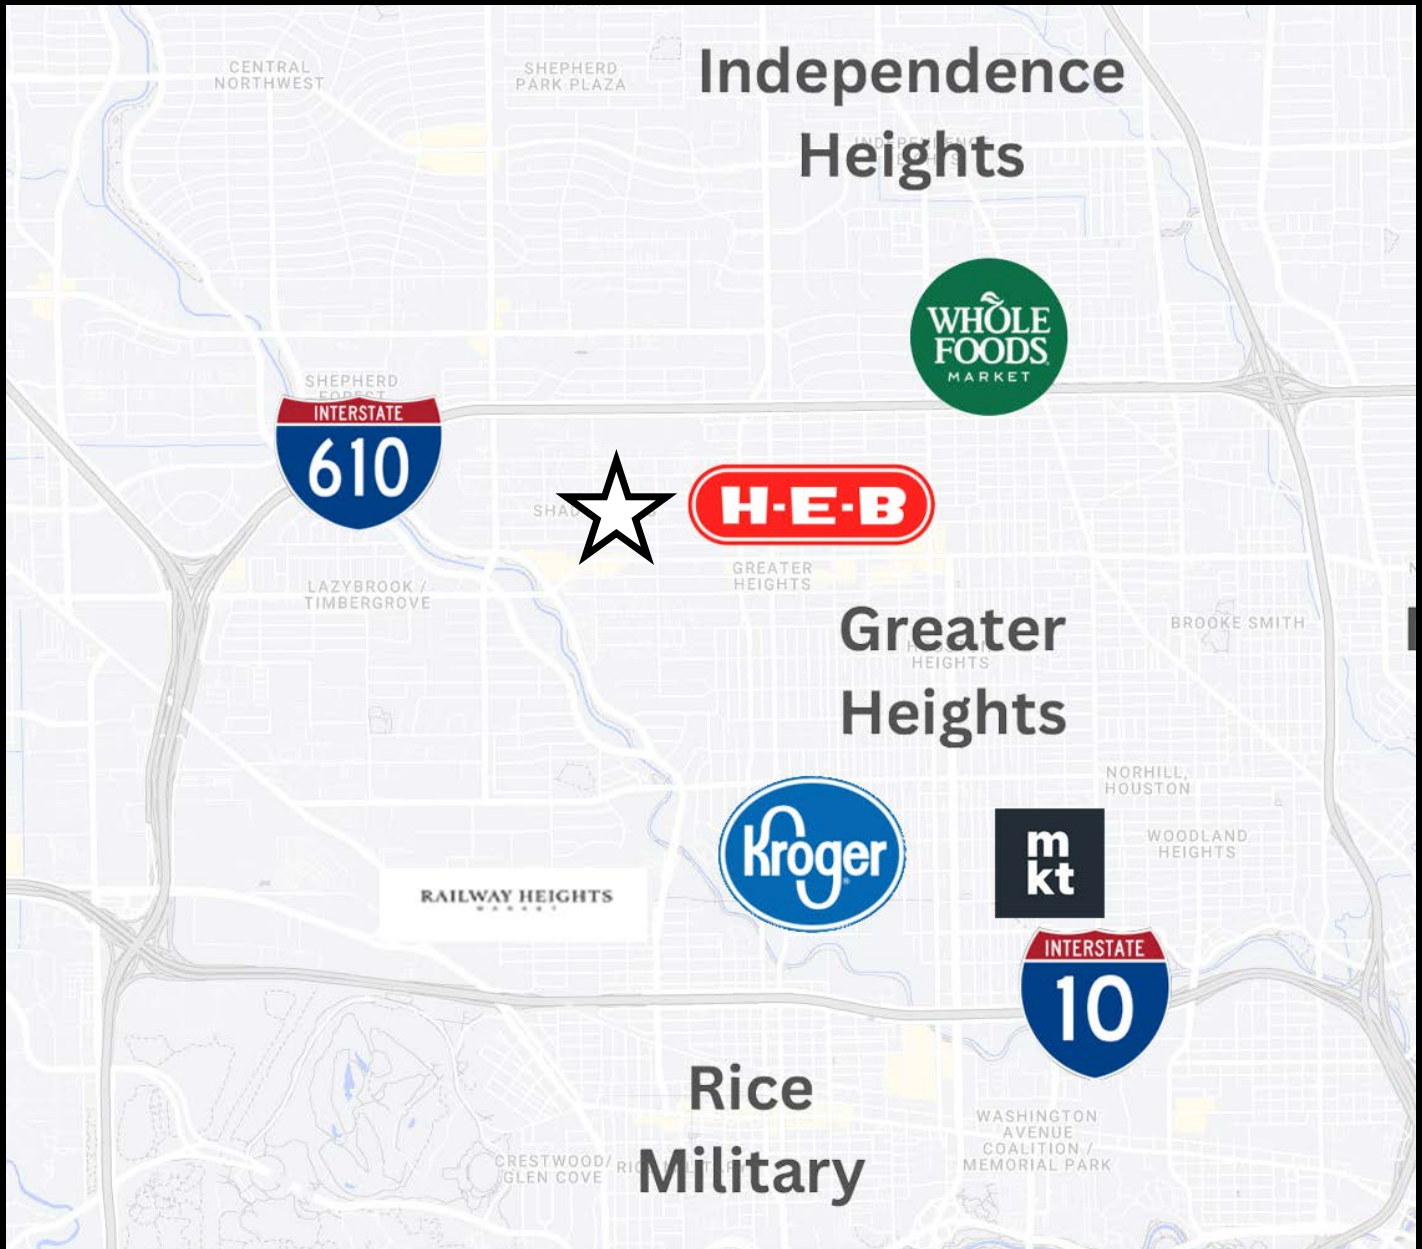 CENTRAL
NORTHWEST
SHEPHERD
PARK PLAZA
Independence
Heights
WHOLE
FOODS
MARKET
SHEPHERD
FOREST
INTERSTATE
610
H-E-B
GREATER
HEIGHTS
LAZYBROOK /
TIMBERGROVE
Greater
HEIGHTS
Heights
BROOKE SMITH
NORHILL,
HOUSTON
WOODLAND
HEIGHTS
Kroger
m
kt
RAILWAY HEIGHTS
MARKET
INTERSTATE
10
Rice
Military
WASHINGTON
AVENUE
COALITION /
MEMORIAL PARK
CRESTWOOD/
GLEN COVE